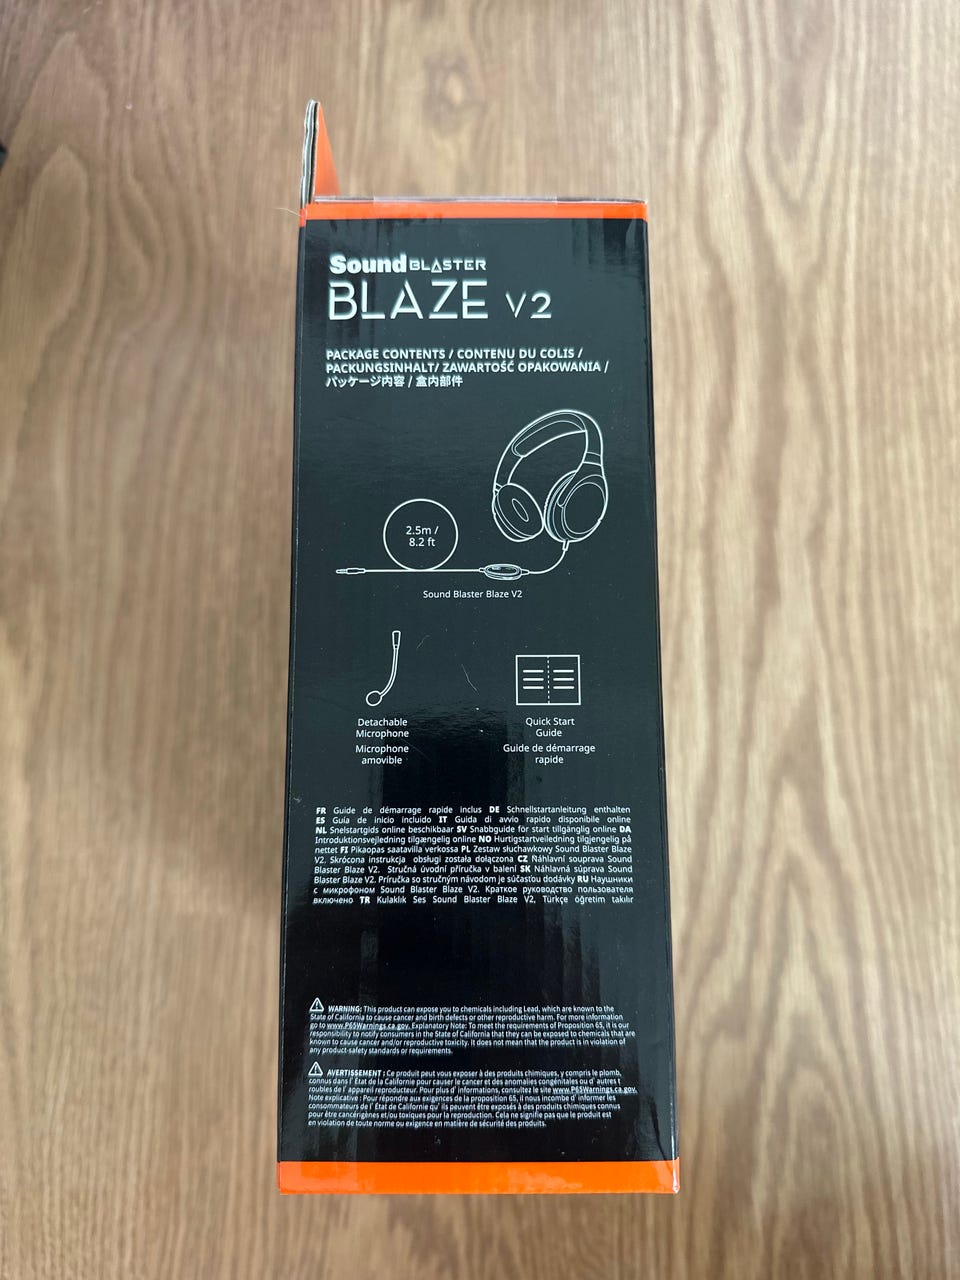 Sound BLASTER
BLAZE V2
PACKAGE CONTENTS / CONTENU DU COLIS /
PACKUNGSINHALT/ ZAWARTOŚĆ OPAKOWANIA /
パッケージ内容 / 盒内部件
2.5m /
8.2 ft
Sound Blaster Blaze V2
Detachable
Microphone
Microphone
amovible
Quick Start
Guide
Guide de démarrage
rapide
FR Guide de démarrage rapide inclus DE Schnellstartanleitung enthalten
ES Guía de inicio incluido IT Guida di avvio rapido disponibile online
NL Snelstartgids online beschikbaar SV Snabbguide för start tillgänglig online DA
Introduktionsvejledning tilgængelig online NO Hurtigstartveiledning tilgjengelig på
nettet FI Pikaopas saatavilla verkossa PL Zestaw słuchawkowy Sound Blaster Blaze
V2. Skrócona instrukcja obsługi została dołączona CZ Náhlavní souprava Sound
Blaster Blaze V2. Stručná úvodní příručka v balení SK Náhlavná súprava Sound
Blaster Blaze V2. Príručka so stručným návodom je súčasťou dodávky RU Наушники
с микрофоном Sound Blaster Blaze V2. Краткое руководство пользователя
включено TR Kulaklık Ses Sound Blaster Blaze V2, Türkçe öğretim takılır
WARNING: This product can expose you to chemicals including Lead, which are known to the
State of California to cause cancer and birth defects or other reproductive harm. For more information
go to www.P65Warnings.ca.gov. Explanatory Note: To meet the requirements of Proposition 65, it is our
responsibility to notify consumers in the State of California that they can be exposed to chemicals that are
known to cause cancer and/or reproductive toxicity. It does not mean that the product is in violation of
any product-safety standards or requirements.
AVERTISSEMENT : Ce produit peut vous exposer à des produits chimiques, y compris le plomb,
connus dans l' État de la Californie pour causer le cancer et des anomalies congénitales ou d' autres t
roubles de l' appareil reproducteur. Pour plus d' informations, consultez le site www.P65Warnings.ca.gov.
Note explicative : Pour répondre aux exigences de la proposition 65, il nous incombe d' informer les
consommateurs de l' État de Californie qu' ils peuvent être exposés à des produits chimiques connus
pour être cancérigènes et/ou toxiques pour la reproduction. Cela ne signifie pas que le produit est
en violation de toute norme ou exigence en matière de sécurité des produits.